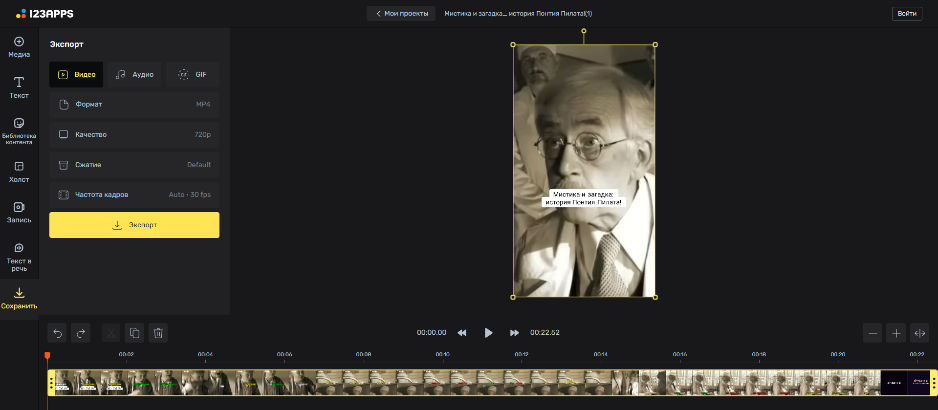 123APPS
Мои проекты
Мистика и загадка... история Понтия Пилата!(1)
Войти
Медиа
Текст
Библиотека
контента
Холст
Запись
Текст в
речь
Сохранить
Экспорт
Видео
Аудио
GIF
Формат
MP4
Качество
720p
Сжатие
Default
Частота кадров
Auto • 30 fps
Экспорт
Мистика и загадка:
история Понтия Пилата!
00:00.00
00:22.52
00:02
00:04
00:06
00:08
00:10
00:12
00:14
00:16
00:18
00:20
00:22